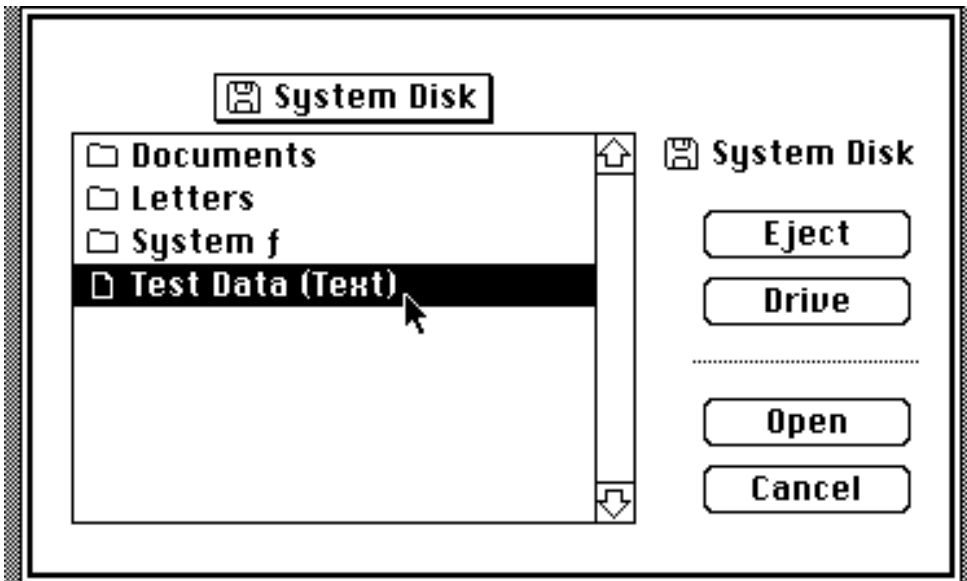 System Disk
Documents
Letters
System ƒ
Test Data (Text)
System Disk
Eject
Drive
Open
Cancel